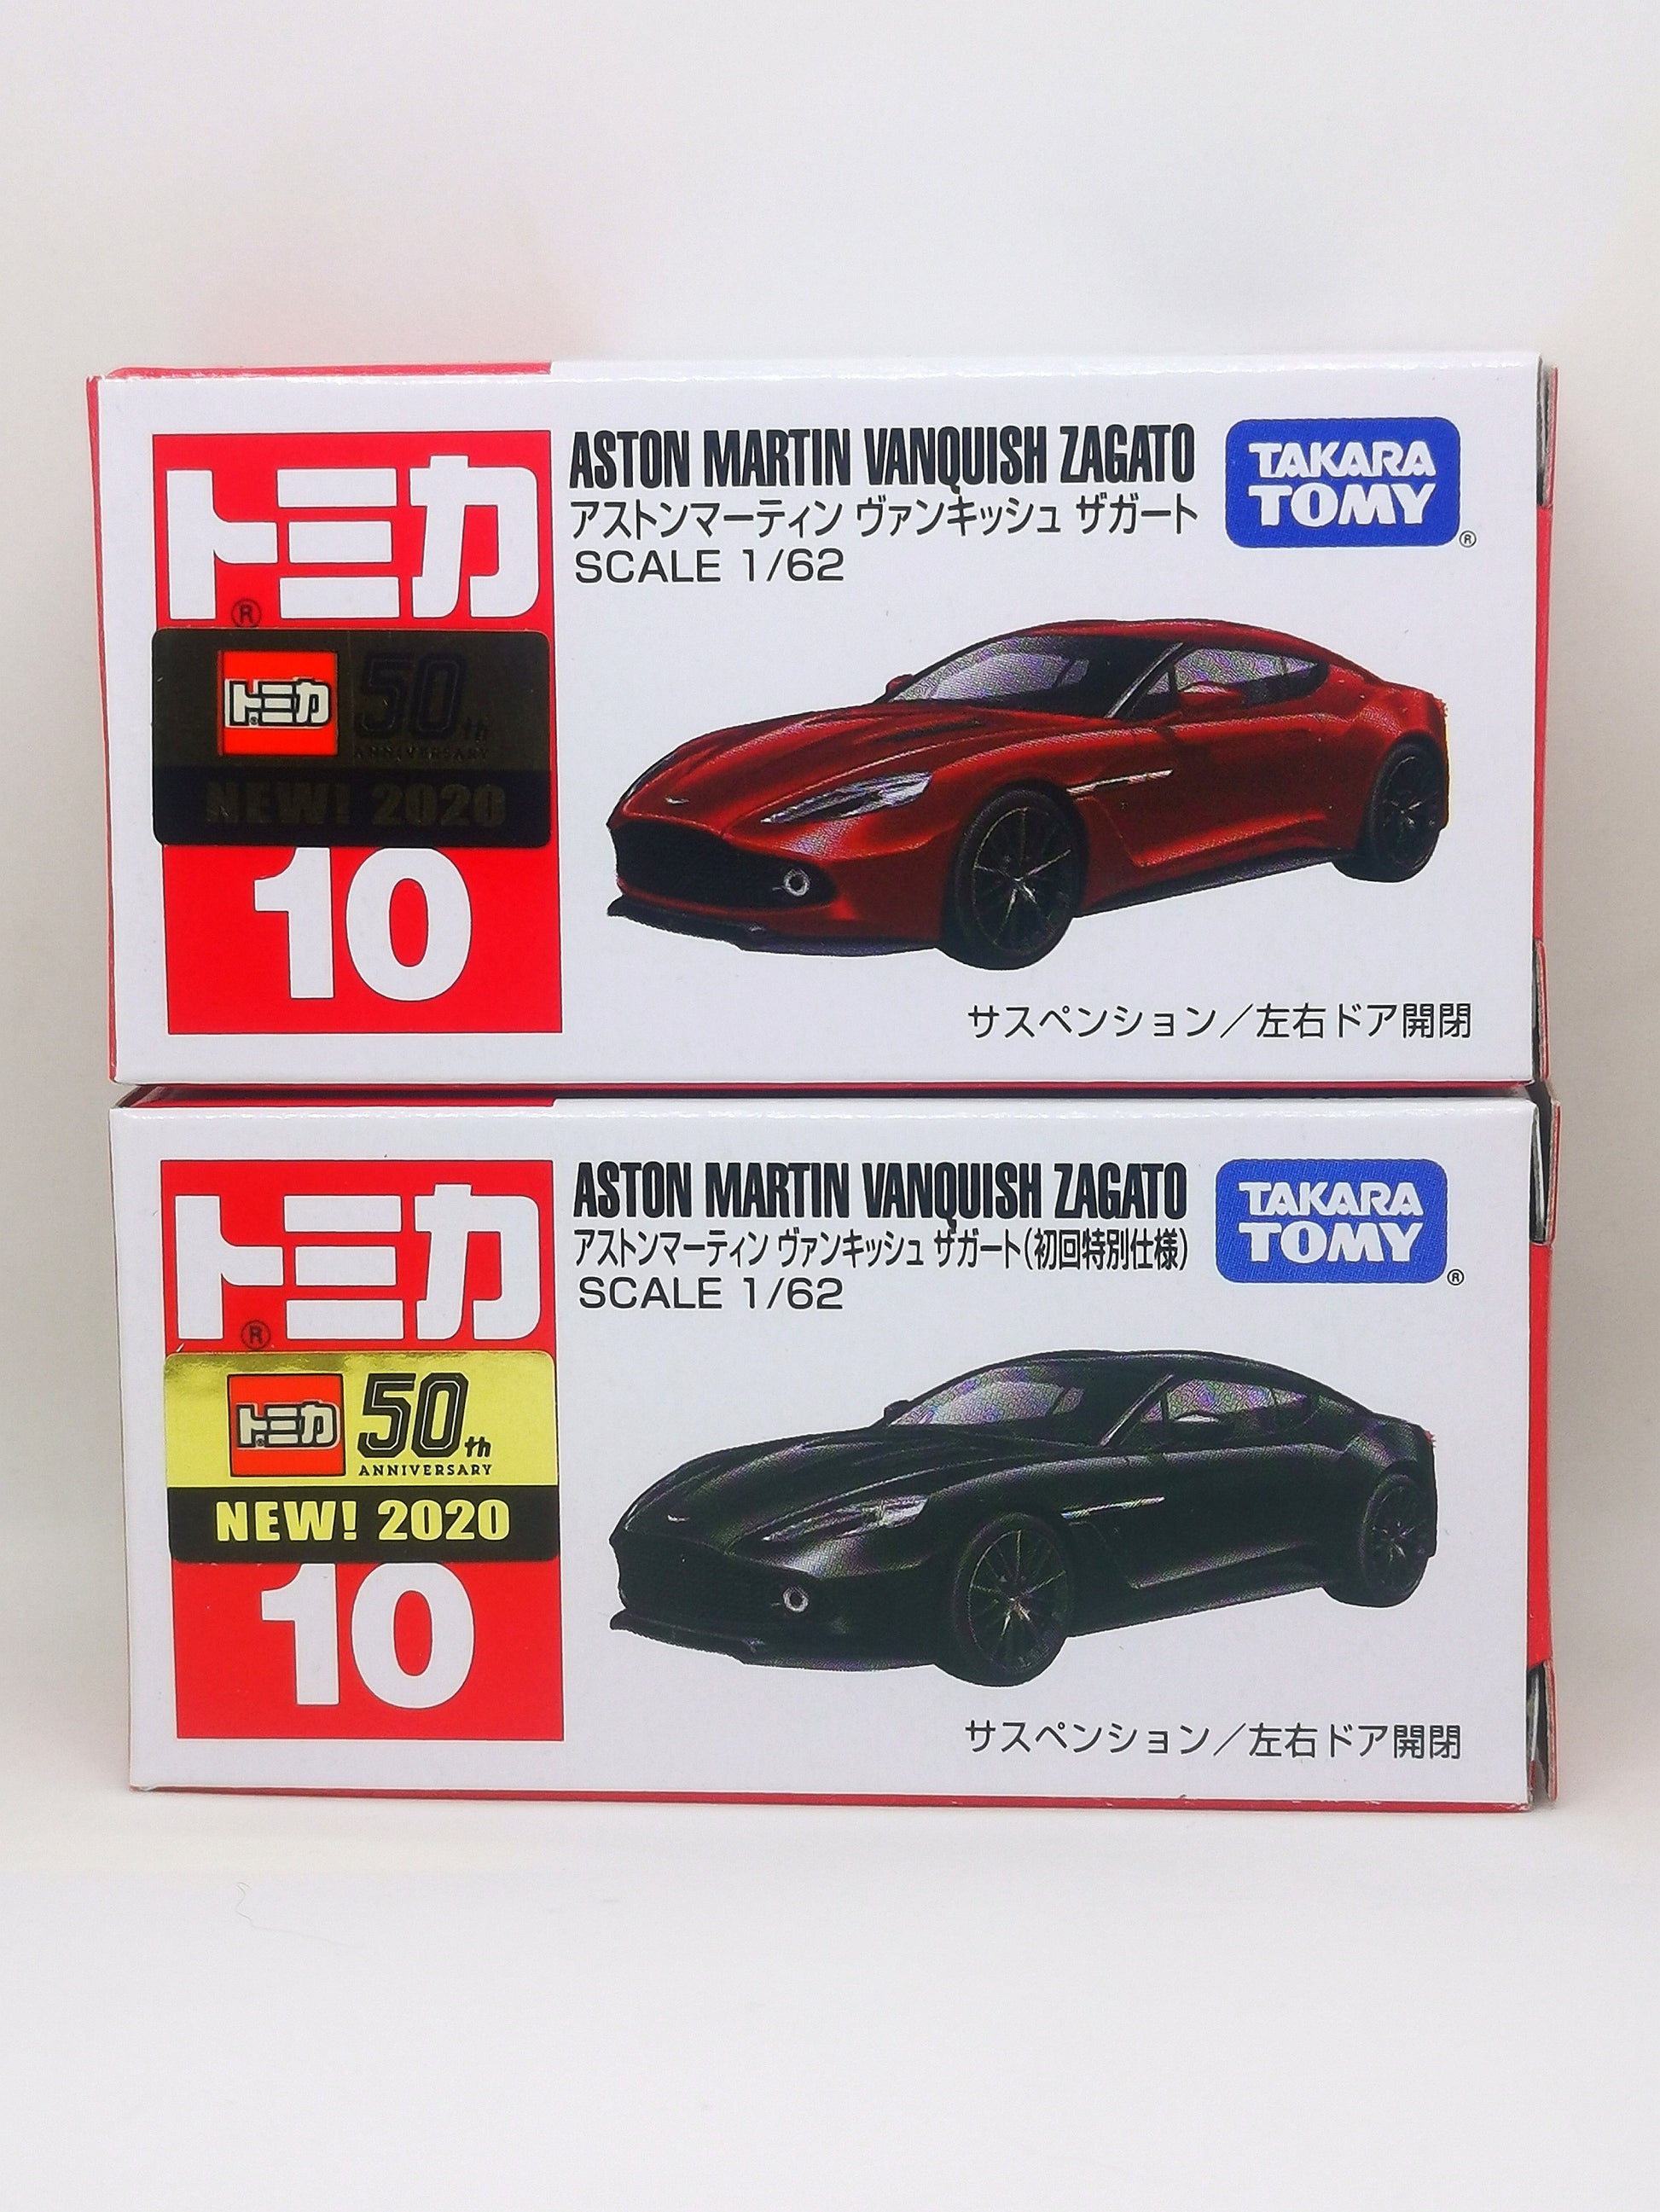 トミカ
®
ASTON MARTIN VANQUISH ZAGATO
アストンマーティン ヴァンキッシュ ザガート
SCALE 1/62
TAKARA
TOMY
®
トミカ
50th
ANNIVERSARY
NEW! 2020
10
サスペンション／左右ドア開閉
トミカ
®
ASTON MARTIN VANQUISH ZAGATO
アストンマーティン ヴァンキッシュ ザガート(初回特別仕様)
SCALE 1/62
TAKARA
TOMY
®
トミカ
50th
ANNIVERSARY
NEW! 2020
10
サスペンション／左右ドア開閉